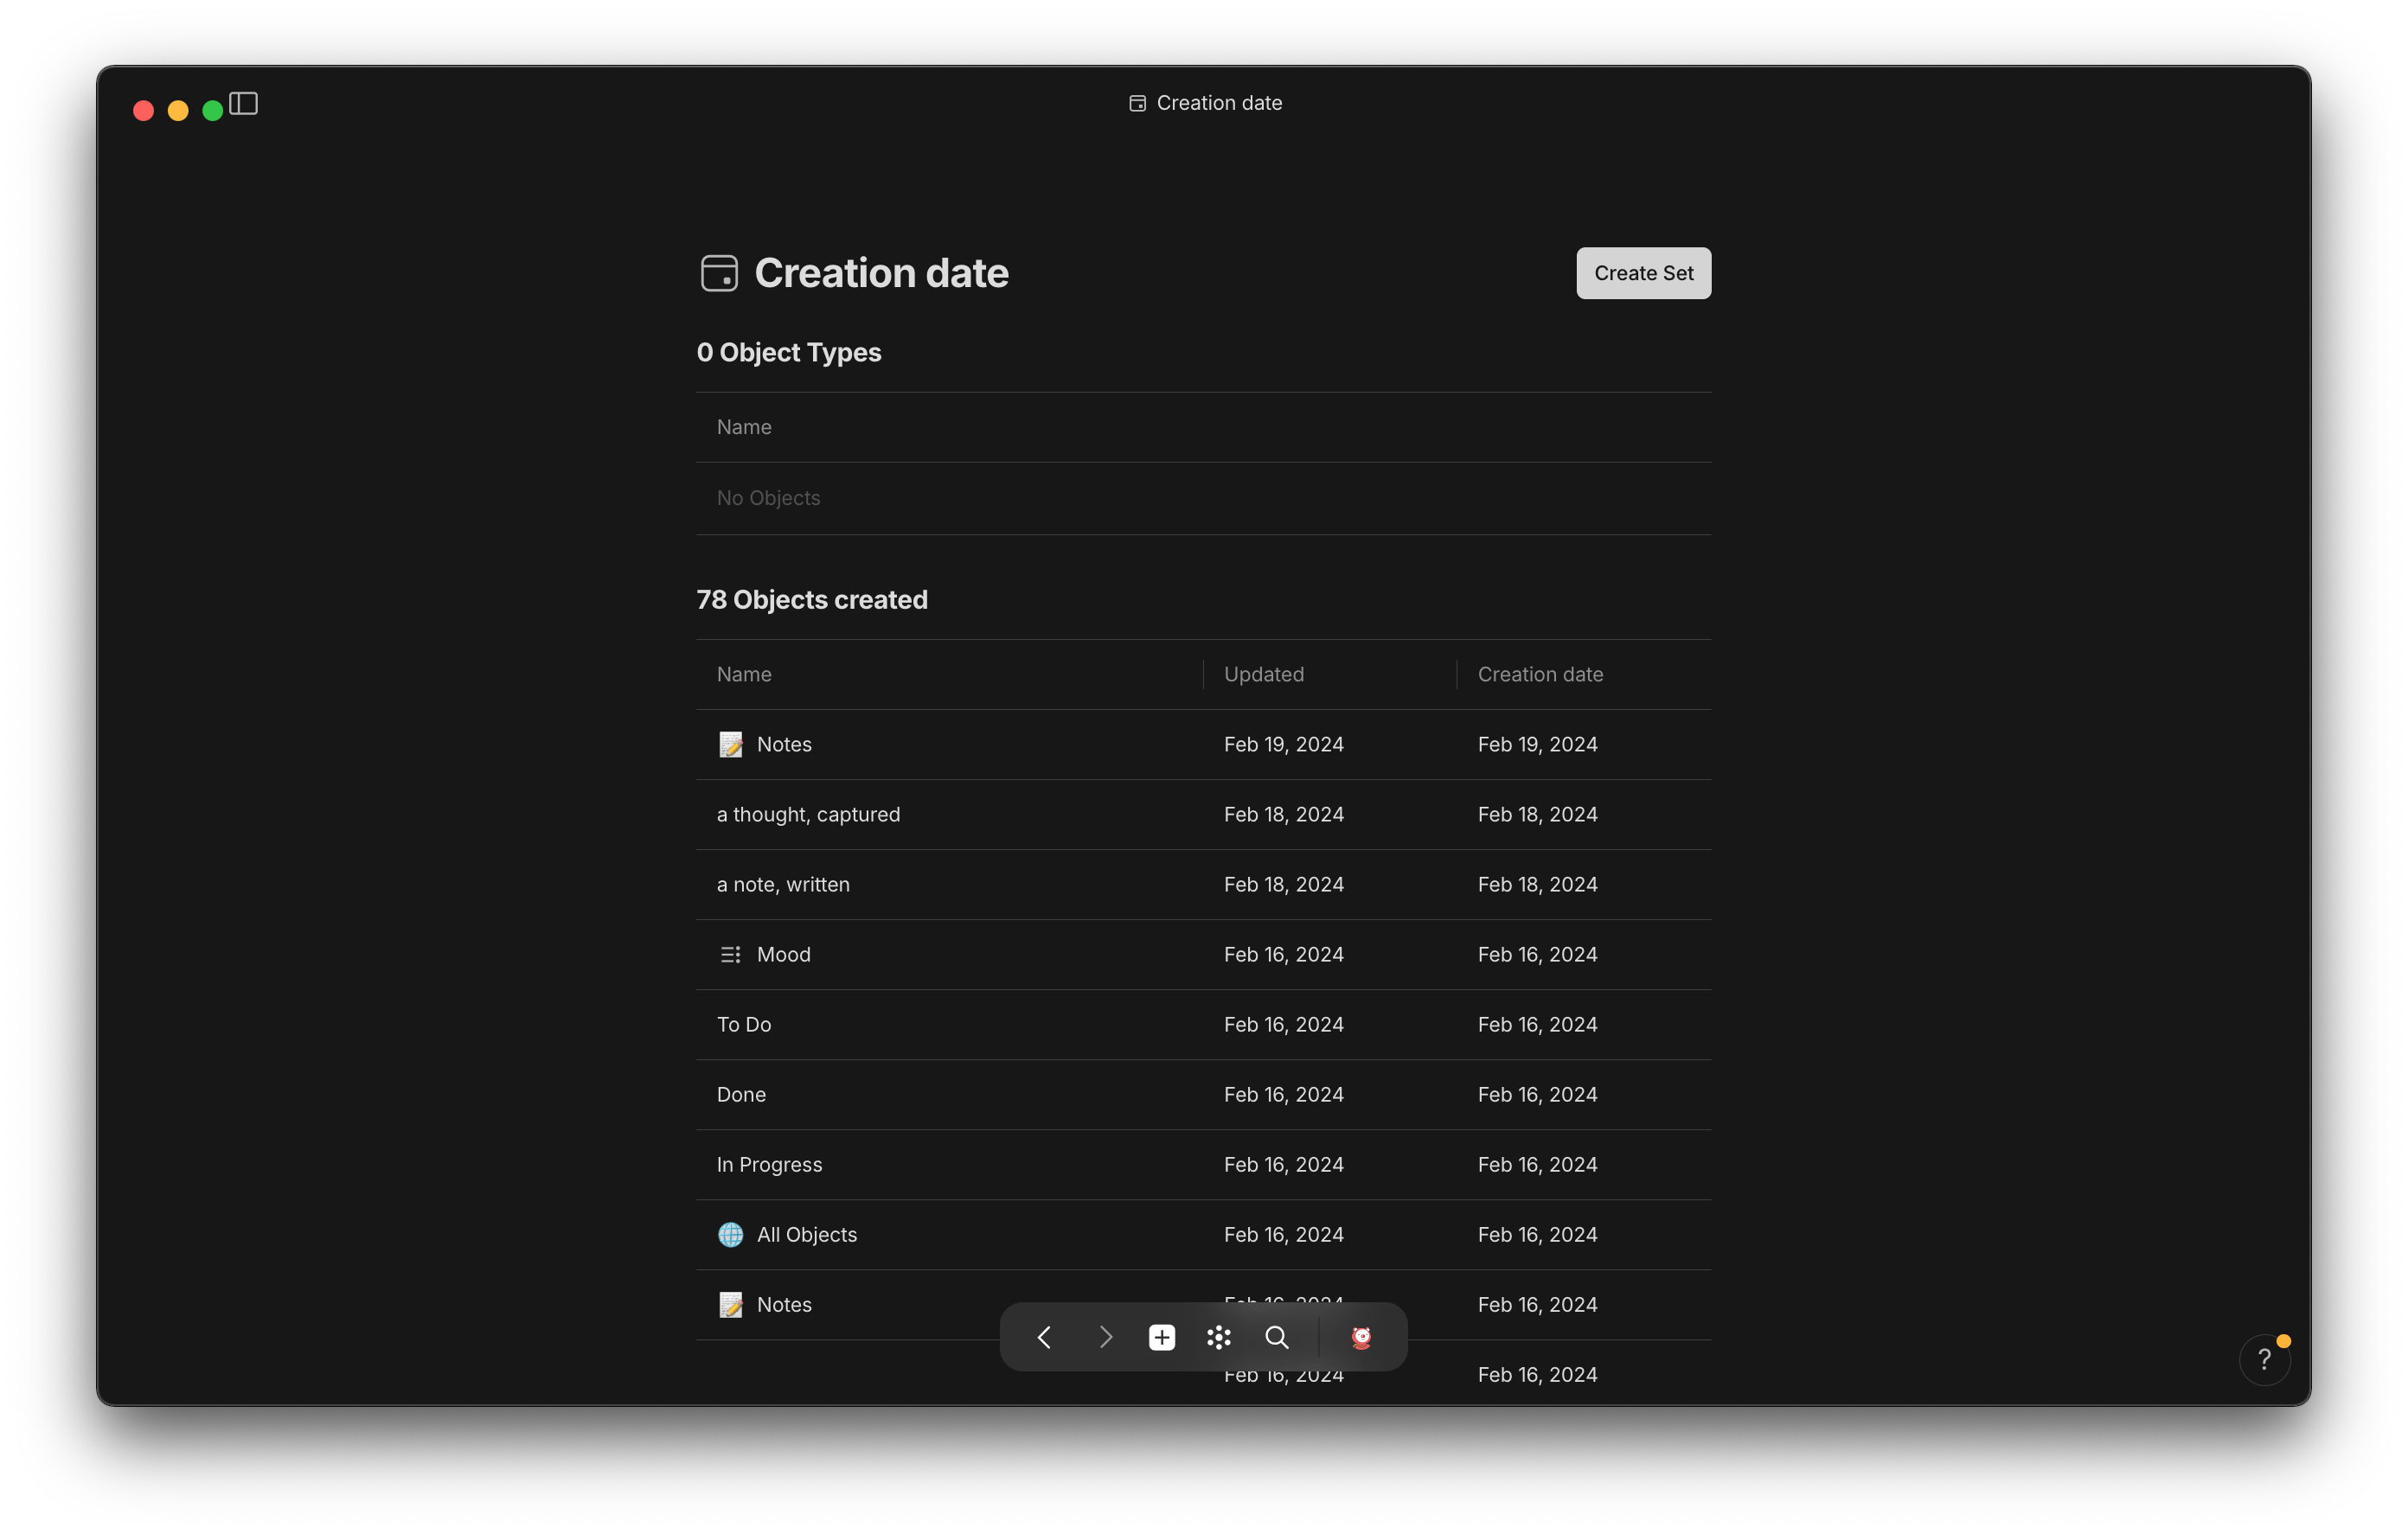 Creation date
Creation date
Create Set
0 Object Types
Name
No Objects
78 Objects created
Name Updated Creation date
Notes Feb 19, 2024 Feb 19, 2024
a thought, captured Feb 18, 2024 Feb 18, 2024
a note, written Feb 18, 2024 Feb 18, 2024
Mood Feb 16, 2024 Feb 16, 2024
To Do Feb 16, 2024 Feb 16, 2024
Done Feb 16, 2024 Feb 16, 2024
In Progress Feb 16, 2024 Feb 16, 2024
All Objects Feb 16, 2024 Feb 16, 2024
Notes Feb 16, 2024 Feb 16, 2024
Feb 16, 2024 Feb 16, 2024
?